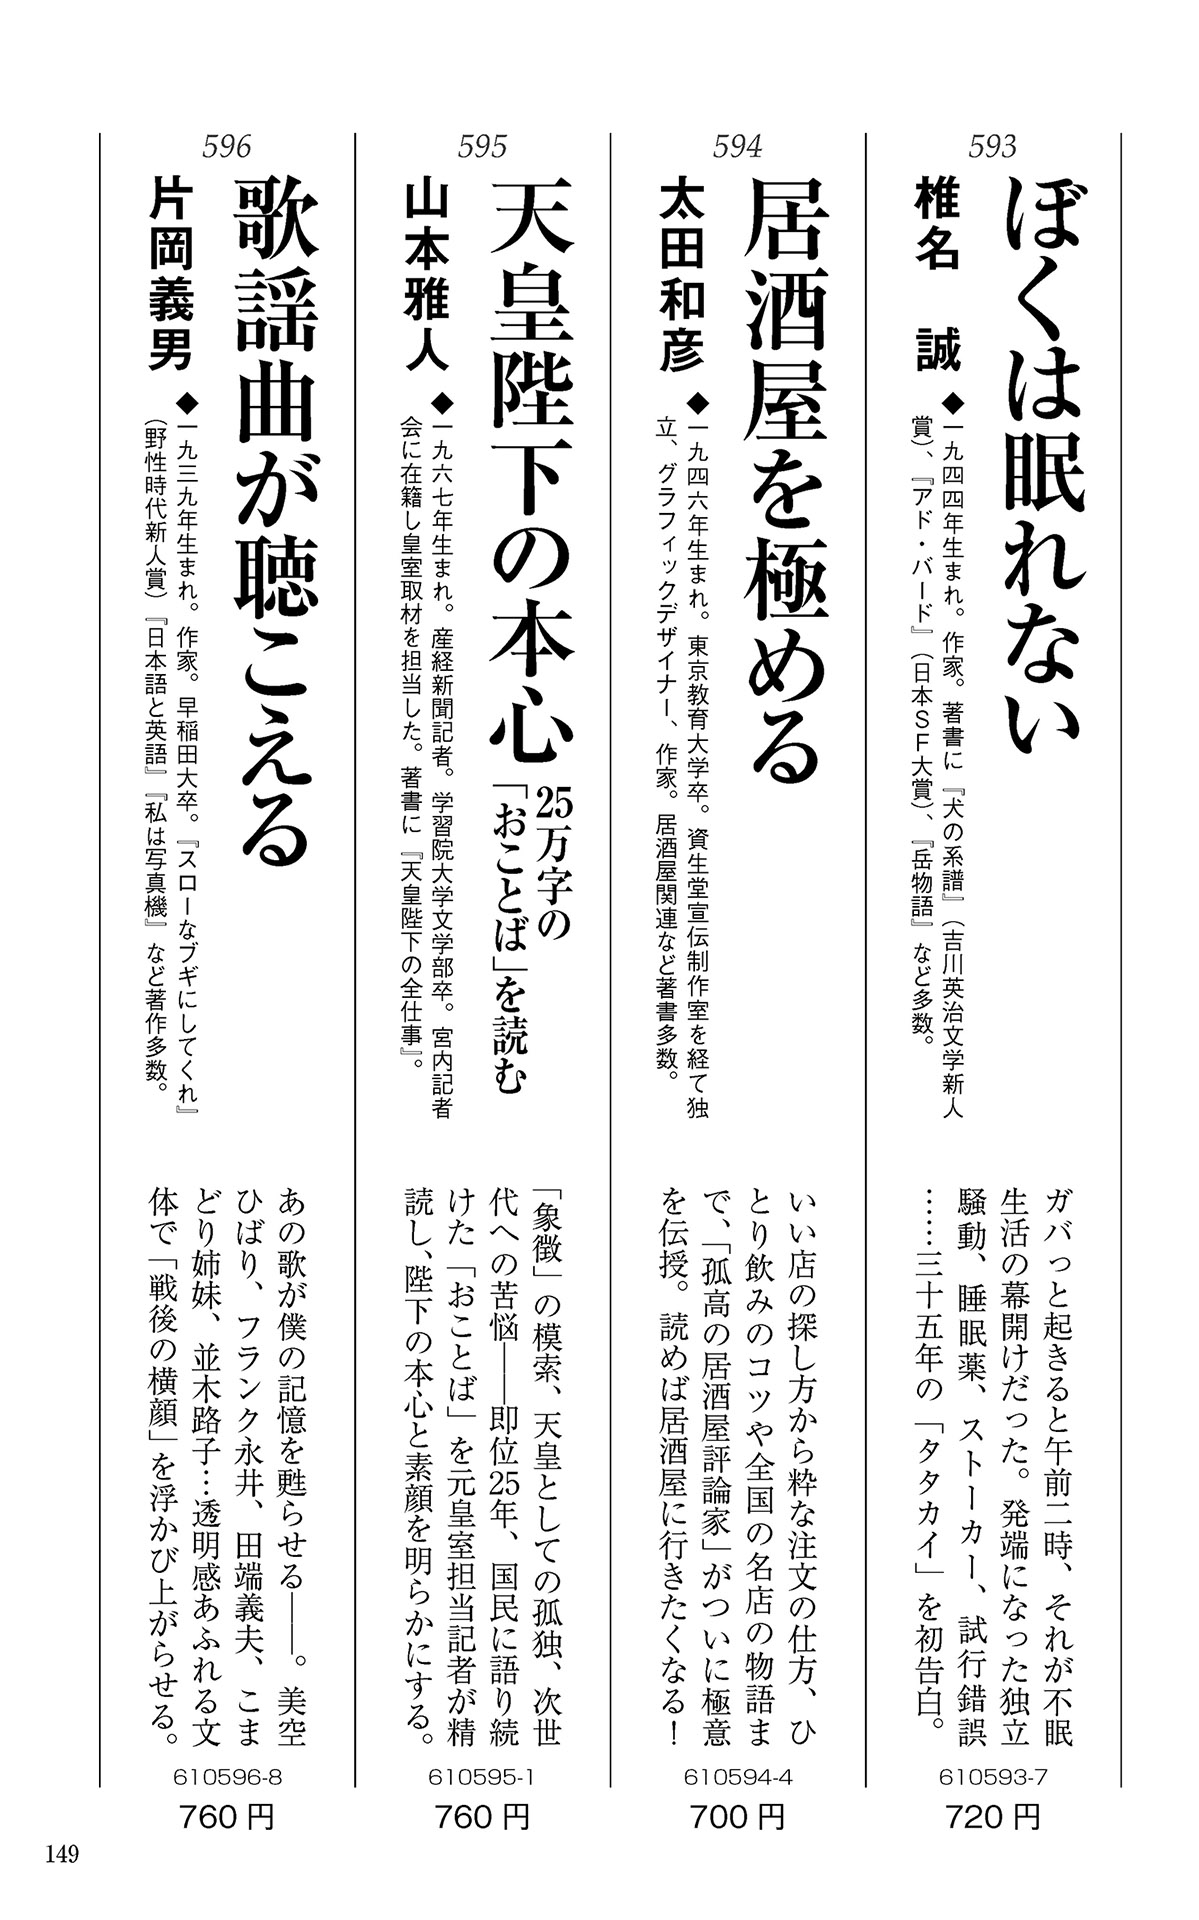 593
ぼくは眠れない
椎名 誠
◆一九四四年生まれ。作家。著書に『犬の系譜』（吉川英治文学新人
賞）、『アド・バード』（日本ＳＦ大賞）、『岳物語』など多数。
ガバっと起きると午前二時、それが不眠
生活の幕開けだった。発端になった独立
騒動、睡眠薬、ストーカー、試行錯誤
……三十五年の「タタカイ」を初告白。
610593-7
720円
594
居酒屋を極める
太田和彦
◆一九四六年生まれ。東京教育大学卒。資生堂宣伝制作室を経て独
立、グラフィックデザイナー、作家。居酒屋関連など著書多数。
いい店の探し方から粋な注文の仕方、ひ
とり飲みのコツや全国の名店の物語ま
で、「孤高の居酒屋評論家」がついに極意
を伝授。読めば居酒屋に行きたくなる！
610594-4
700円
595
天皇陛下の本心
25万字の
「おことば」を読む
山本雅人
◆一九六七年生まれ。産経新聞記者。学習院大学文学部卒。宮内記者
会に在籍し皇室取材を担当した。著書に『天皇陛下の全仕事』。
「象徴」の模索、天皇としての孤独、次世
代への苦悩――即位25年、国民に語り続
けた「おことば」を元皇室担当記者が精
読し、陛下の本心と素顔を明らかにする。
610595-1
760円
596
歌謡曲が聴こえる
片岡義男
◆一九三九年生まれ。作家。早稲田大卒。『スローなブギにしてくれ』
（野性時代新人賞）『日本語と英語』『私は写真機』など著作多数。
あの歌が僕の記憶を甦らせる――。美空
ひばり、フランク永井、田端義夫、こま
どり姉妹、並木路子…透明感あふれる文
体で「戦後の横顔」を浮かび上がらせる。
610596-8
760円
149